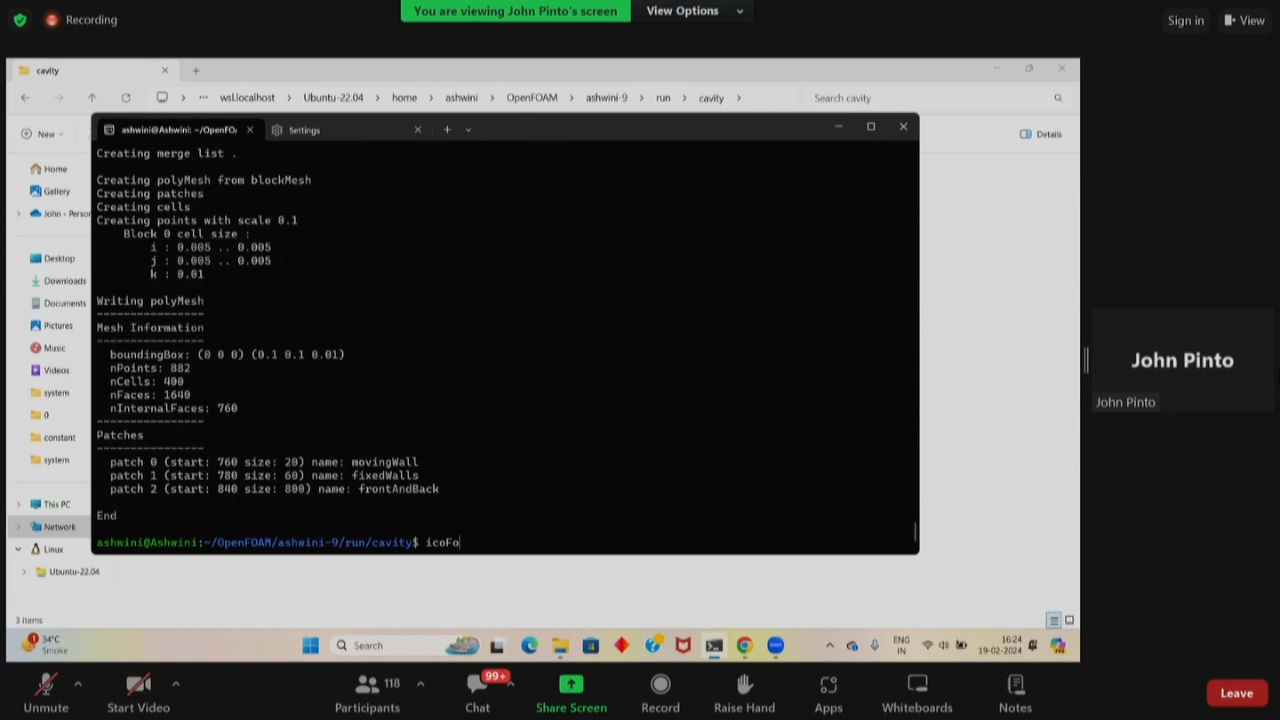 Recording
You are viewing John Pinto's screen
View Options
Sign in
View
cavity
wsl.localhost
Ubuntu-22.04
home
ashwini
OpenFOAM
ashwini-9
run
cavity
Search cavity
New
Details
ashwini@Ashwini: ~/OpenFO
Settings
Home
Gallery
John - Person
Desktop
Downloads
Documents
Pictures
Music
Videos
system
0
constant
system
This PC
Network
Linux
Ubuntu-22.04
3 items
Creating merge list .
Creating polyMesh from blockMesh
Creating patches
Creating cells
Creating points with scale 0.1
Block 0 cell size :
i : 0.005 .. 0.005
j : 0.005 .. 0.005
k : 0.01
Writing polyMesh
----------------
Mesh Information
----------------
boundingBox: (0 0 0) (0.1 0.1 0.01)
nPoints: 882
nCells: 400
nFaces: 1640
nInternalFaces: 760
----------------
Patches
----------------
patch 0 (start: 760 size: 20) name: movingWall
patch 1 (start: 780 size: 60) name: fixedWalls
patch 2 (start: 840 size: 800) name: frontAndBack
End
ashwini@Ashwini:~/OpenFOAM/ashwini-9/run/cavity$ icoFo
John Pinto
John Pinto
1
34°C
Smoke
Search
ENG
IN
16:24
19-02-2024
Unmute
Start Video
118
Participants
99+
Chat
Share Screen
Record
Raise Hand
Apps
Whiteboards
Notes
Leave